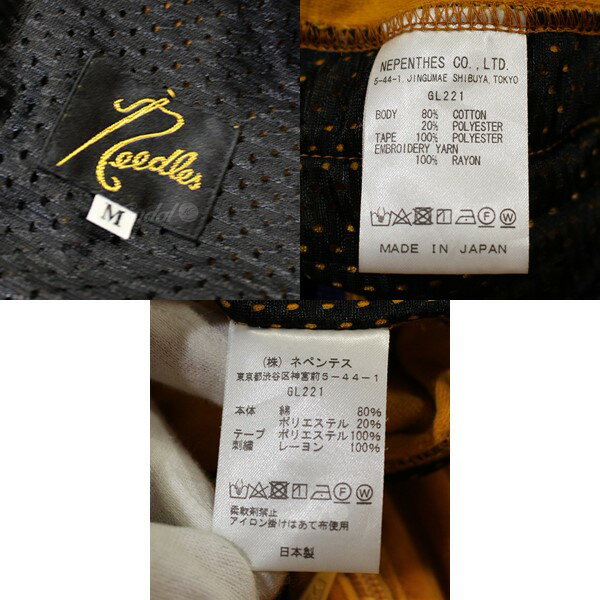 Needles
M
NEPENTHES CO.,LTD.
5-44-1, JINGUMAE SHIBUYA, TOKYO
GL221
BODY 80% COTTON
20% POLYESTER
TAPE 100% POLYESTER
EMBROIDERY YARN
100% RAYON
MADE IN JAPAN
(株) ネペンテス
東京都渋谷区神宮前5-44-1
GL221
本体 綿 80%
ポリエステル 20%
テープ ポリエステル 100%
刺繍 レーヨン 100%
柔軟剤禁止
アイロン掛けはあて布使用
日本製